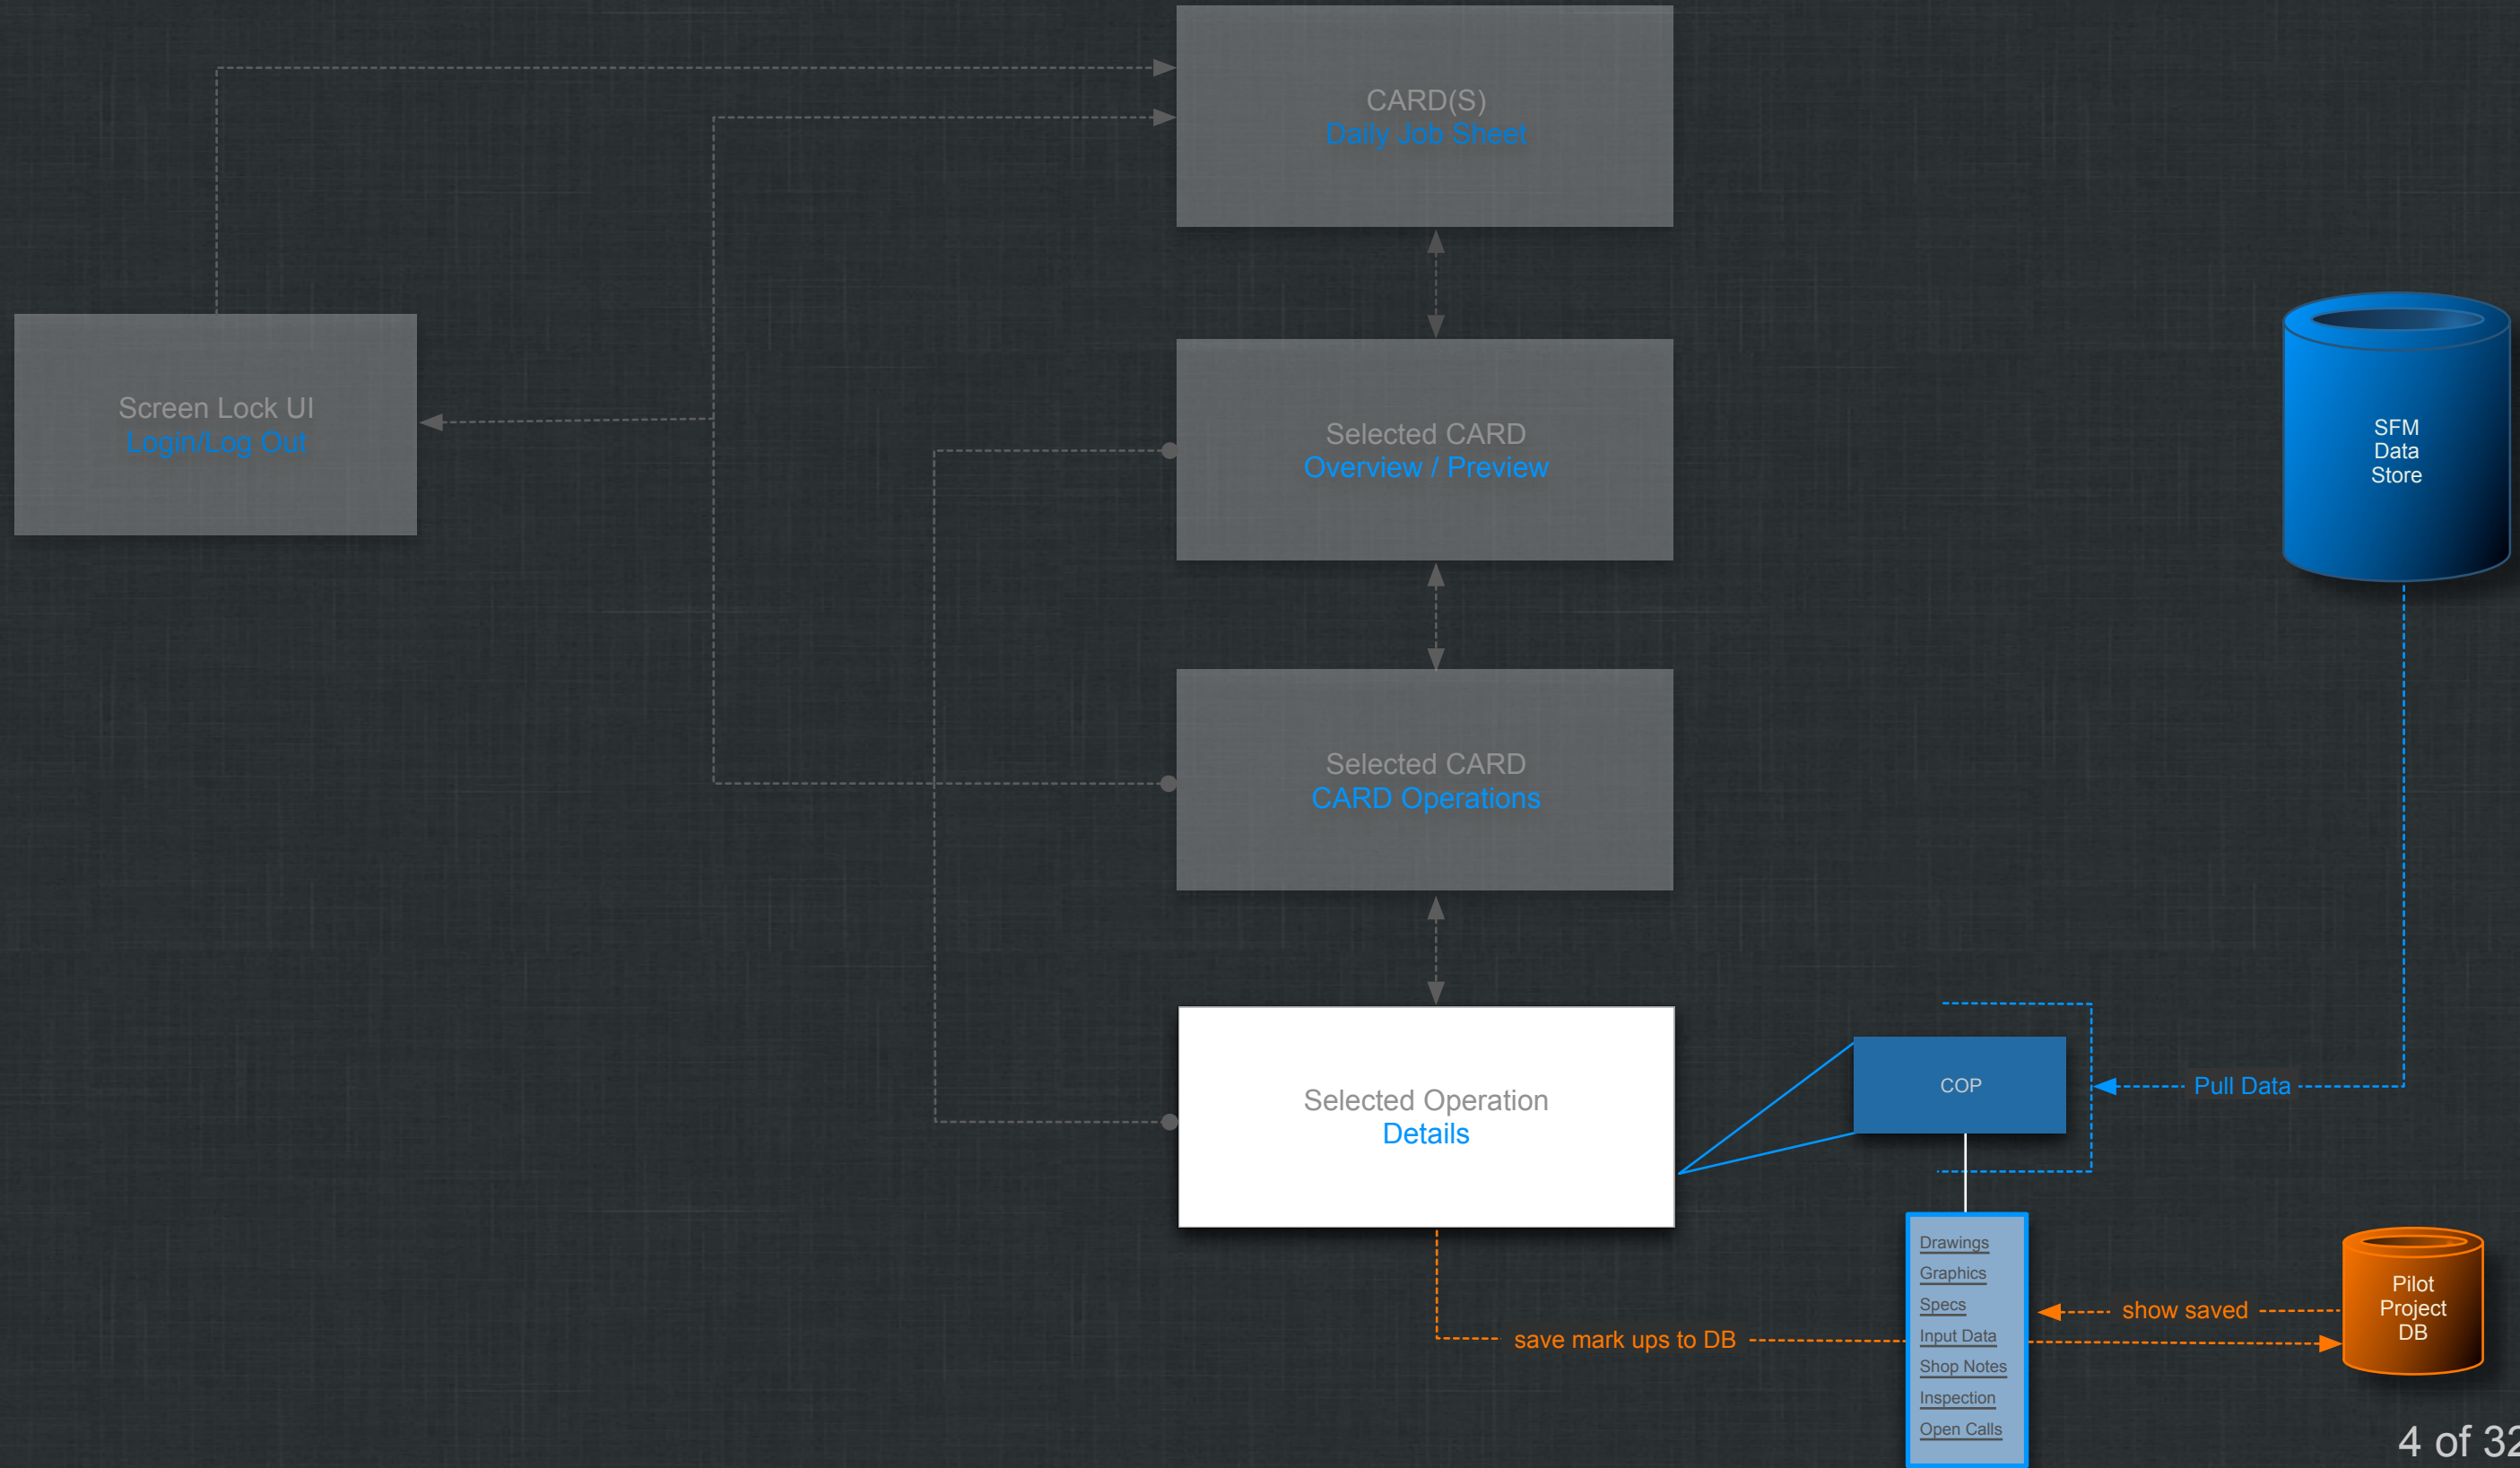 CARD(S)
Daily Job Sheet
Screen Lock UI
Login/Log Out
Selected CARD
Overview / Preview
SFM
Data
Store
Selected CARD
CARD Operations
Selected Operation
Details
COP
Pull Data
Drawings
Graphics
Specs
Input Data
Shop Notes
Inspection
Open Calls
save mark ups to DB
show saved
Pilot
Project
DB
4 of 32